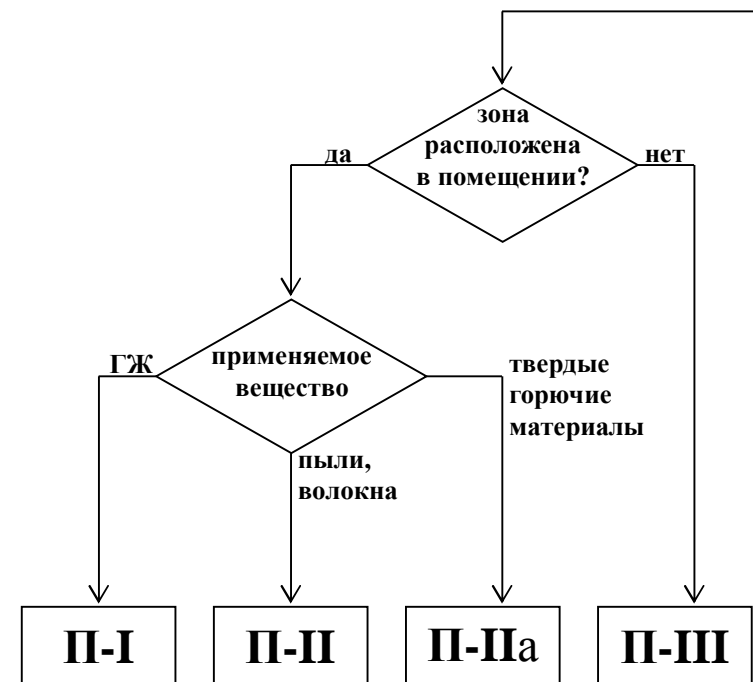 зона
расположена
в помещении?
да
нет
ГЖ
применяемое
вещество
твердые
горючие
материалы
пыли,
волокна
П-I
П-II
П-IIа
П-III